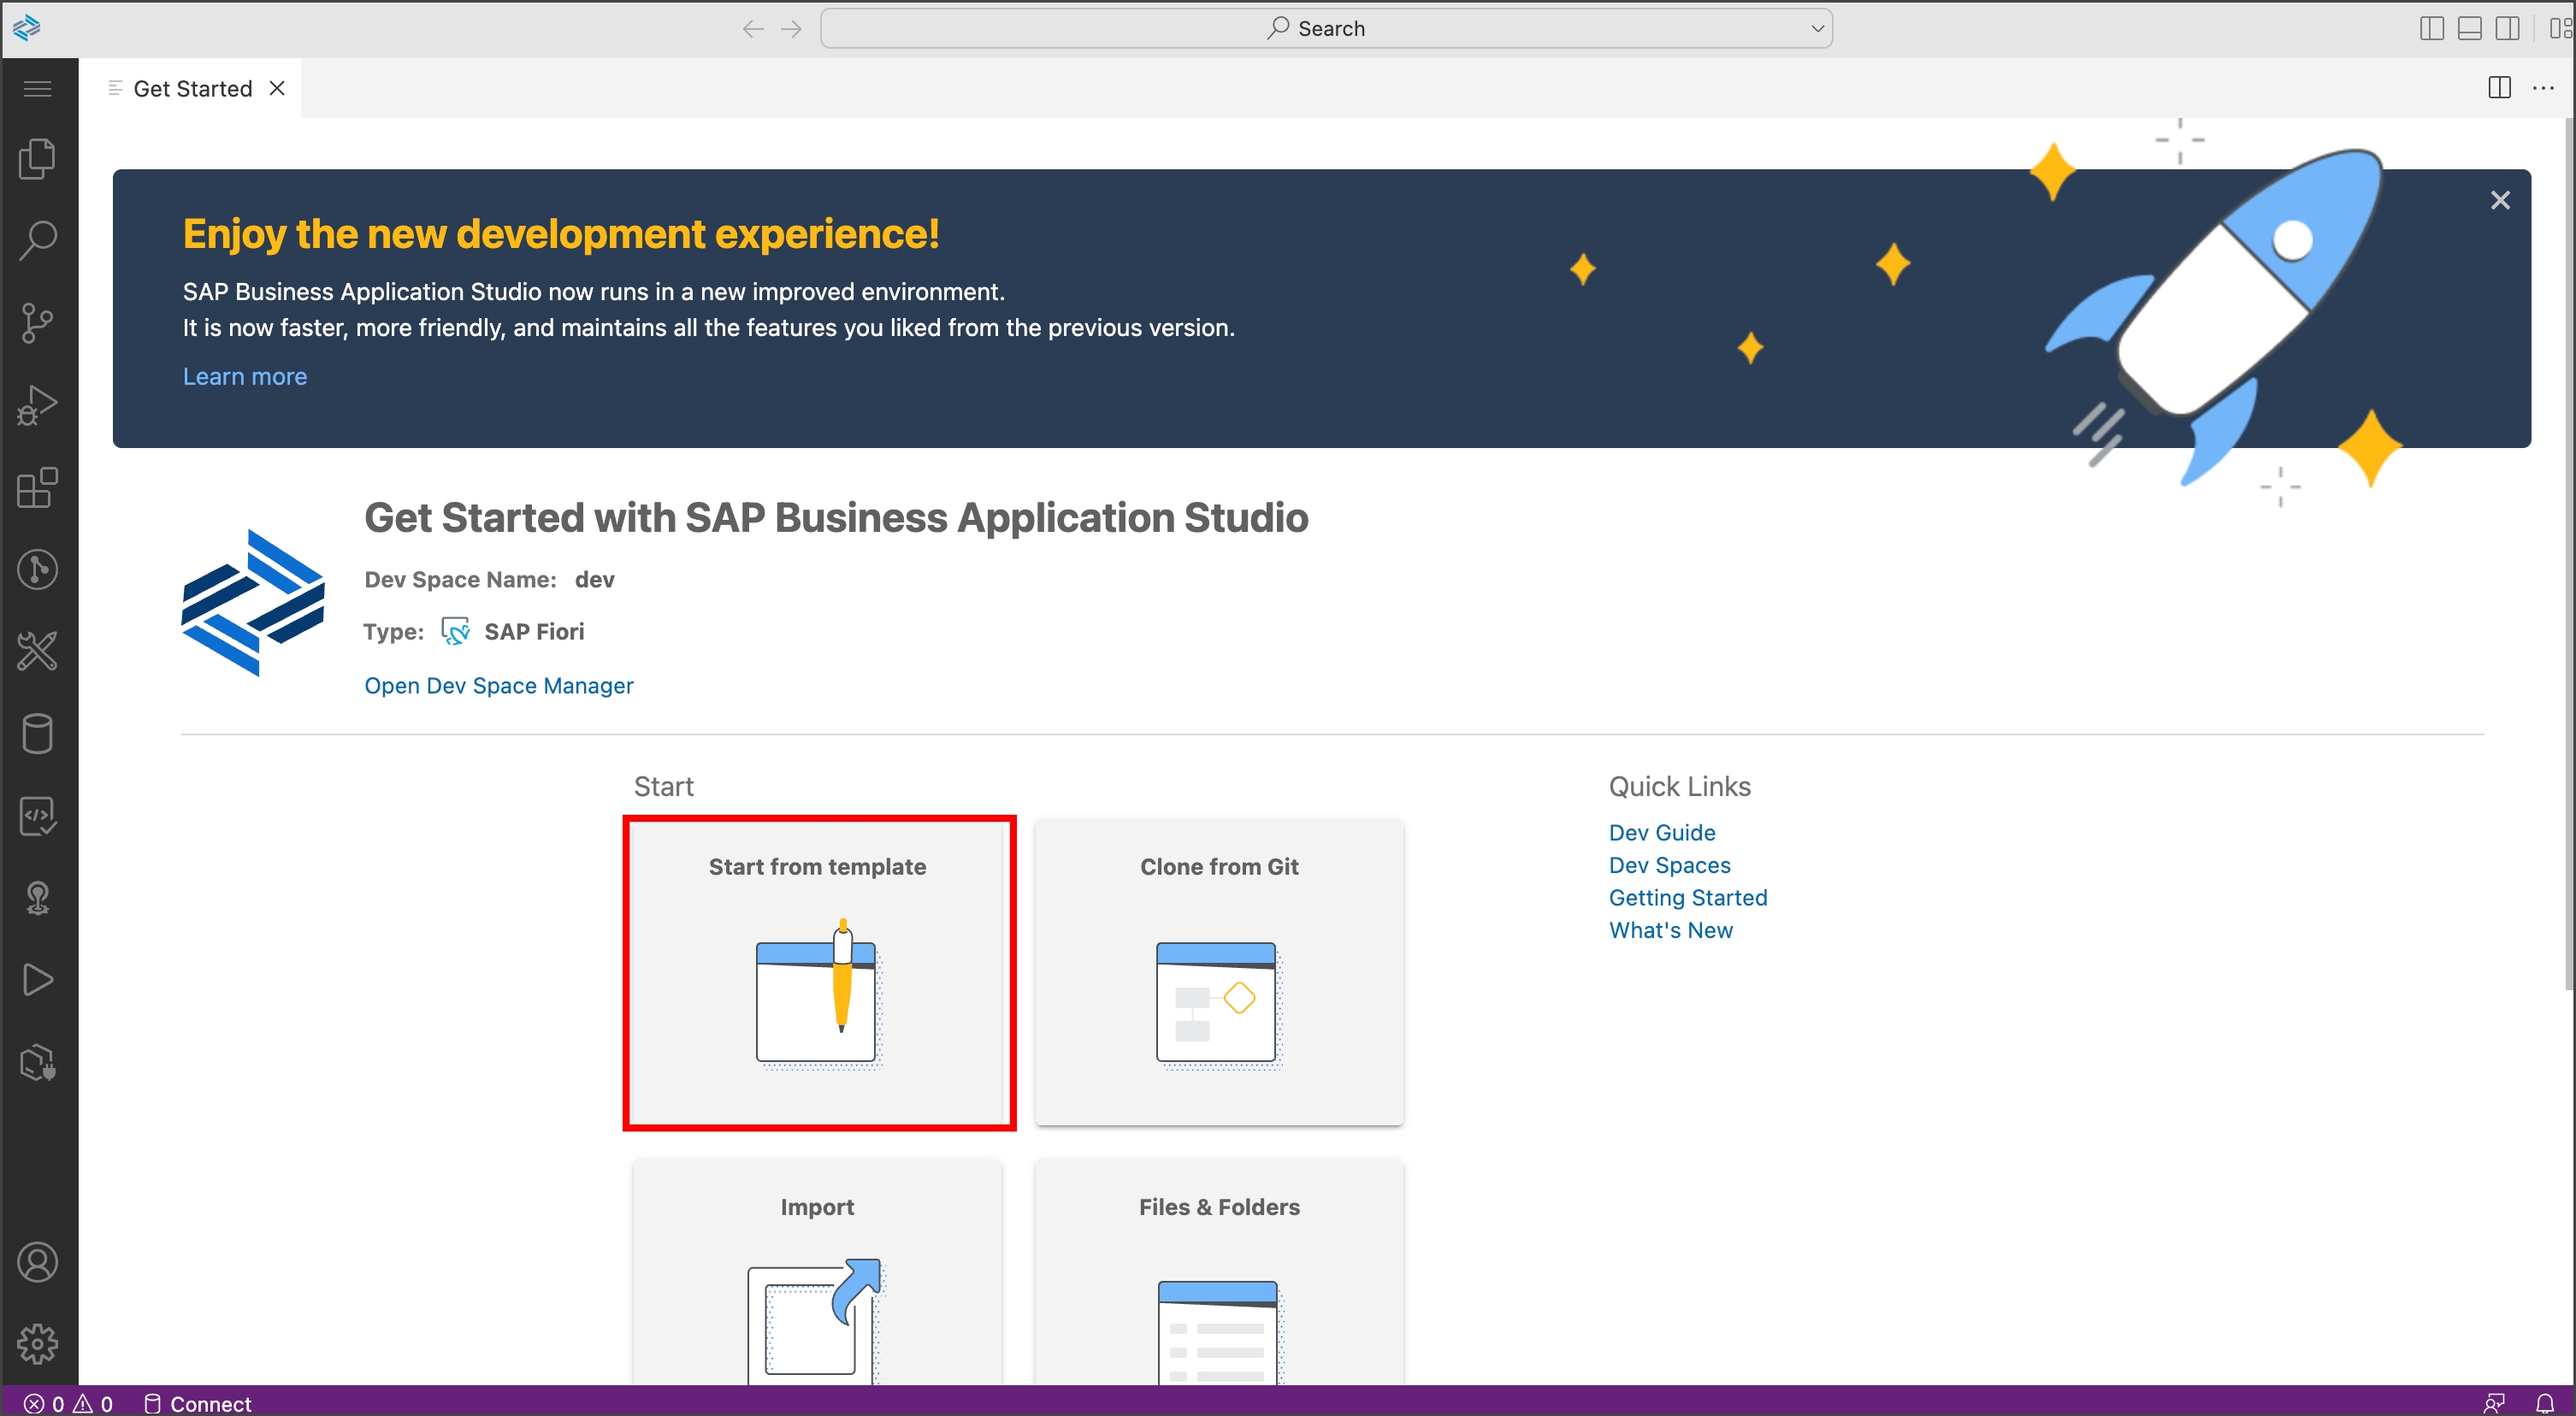 Search
Get Started
Enjoy the new development experience!
SAP Business Application Studio now runs in a new improved environment.
It is now faster, more friendly, and maintains all the features you liked from the previous version.
Learn more
Get Started with SAP Business Application Studio
Dev Space Name: dev
Type: SAP Fiori
Open Dev Space Manager
Start
Start from template
Clone from Git
Import
Files & Folders
Quick Links
Dev Guide
Dev Spaces
Getting Started
What's New
0 0 Connect